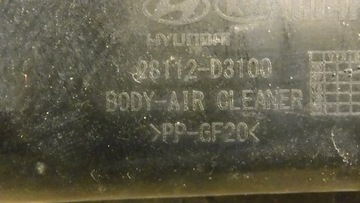 HYUNDAI
28112-D3100
BODY-AIR CLEANER
>PP-GF20<